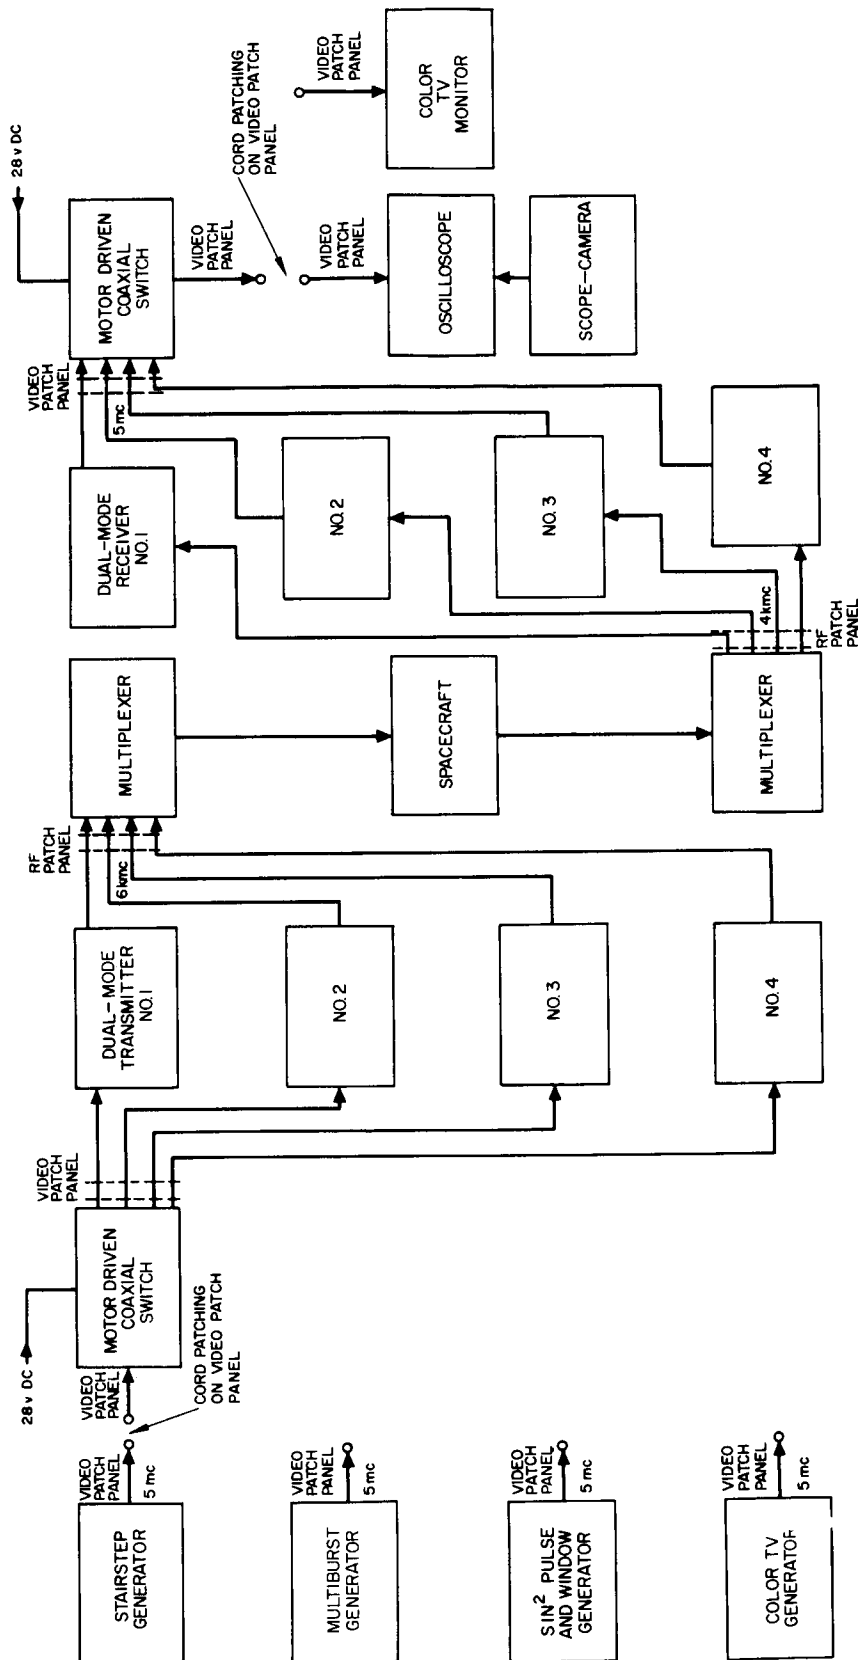 STAIRSTEP
GENERATOR
VIDEO
PATCH
PANEL
5 mc
MULTIBURST
GENERATOR
VIDEO
PATCH
PANEL
5 mc
SIN² PULSE
AND WINDOW
GENERATOR
VIDEO
PATCH
PANEL
5 mc
COLOR TV
GENERATOR
VIDEO
PATCH
PANEL
5 mc
CORD PATCHING
ON VIDEO PATCH
PANEL
VIDEO
PATCH
PANEL
28 v DC
MOTOR DRIVEN
COAXIAL
SWITCH
VIDEO
PATCH
PANEL
DUAL-MODE
TRANSMITTER
NO.1
NO.2
NO.3
NO.4
6 kmc
RF
PATCH
PANEL
MULTIPLEXER
SPACECRAFT
MULTIPLEXER
4 kmc
RF
PATCH
PANEL
DUAL-MODE
RECEIVER
NO.1
NO.2
NO.3
NO.4
5 mc
VIDEO
PATCH
PANEL
MOTOR DRIVEN
COAXIAL
SWITCH
28 v DC
VIDEO
PATCH
PANEL
CORD PATCHING
ON VIDEO PATCH
PANEL
VIDEO
PATCH
PANEL
OSCILLOSCOPE
SCOPE-CAMERA
VIDEO
PATCH
PANEL
COLOR
TV
MONITOR